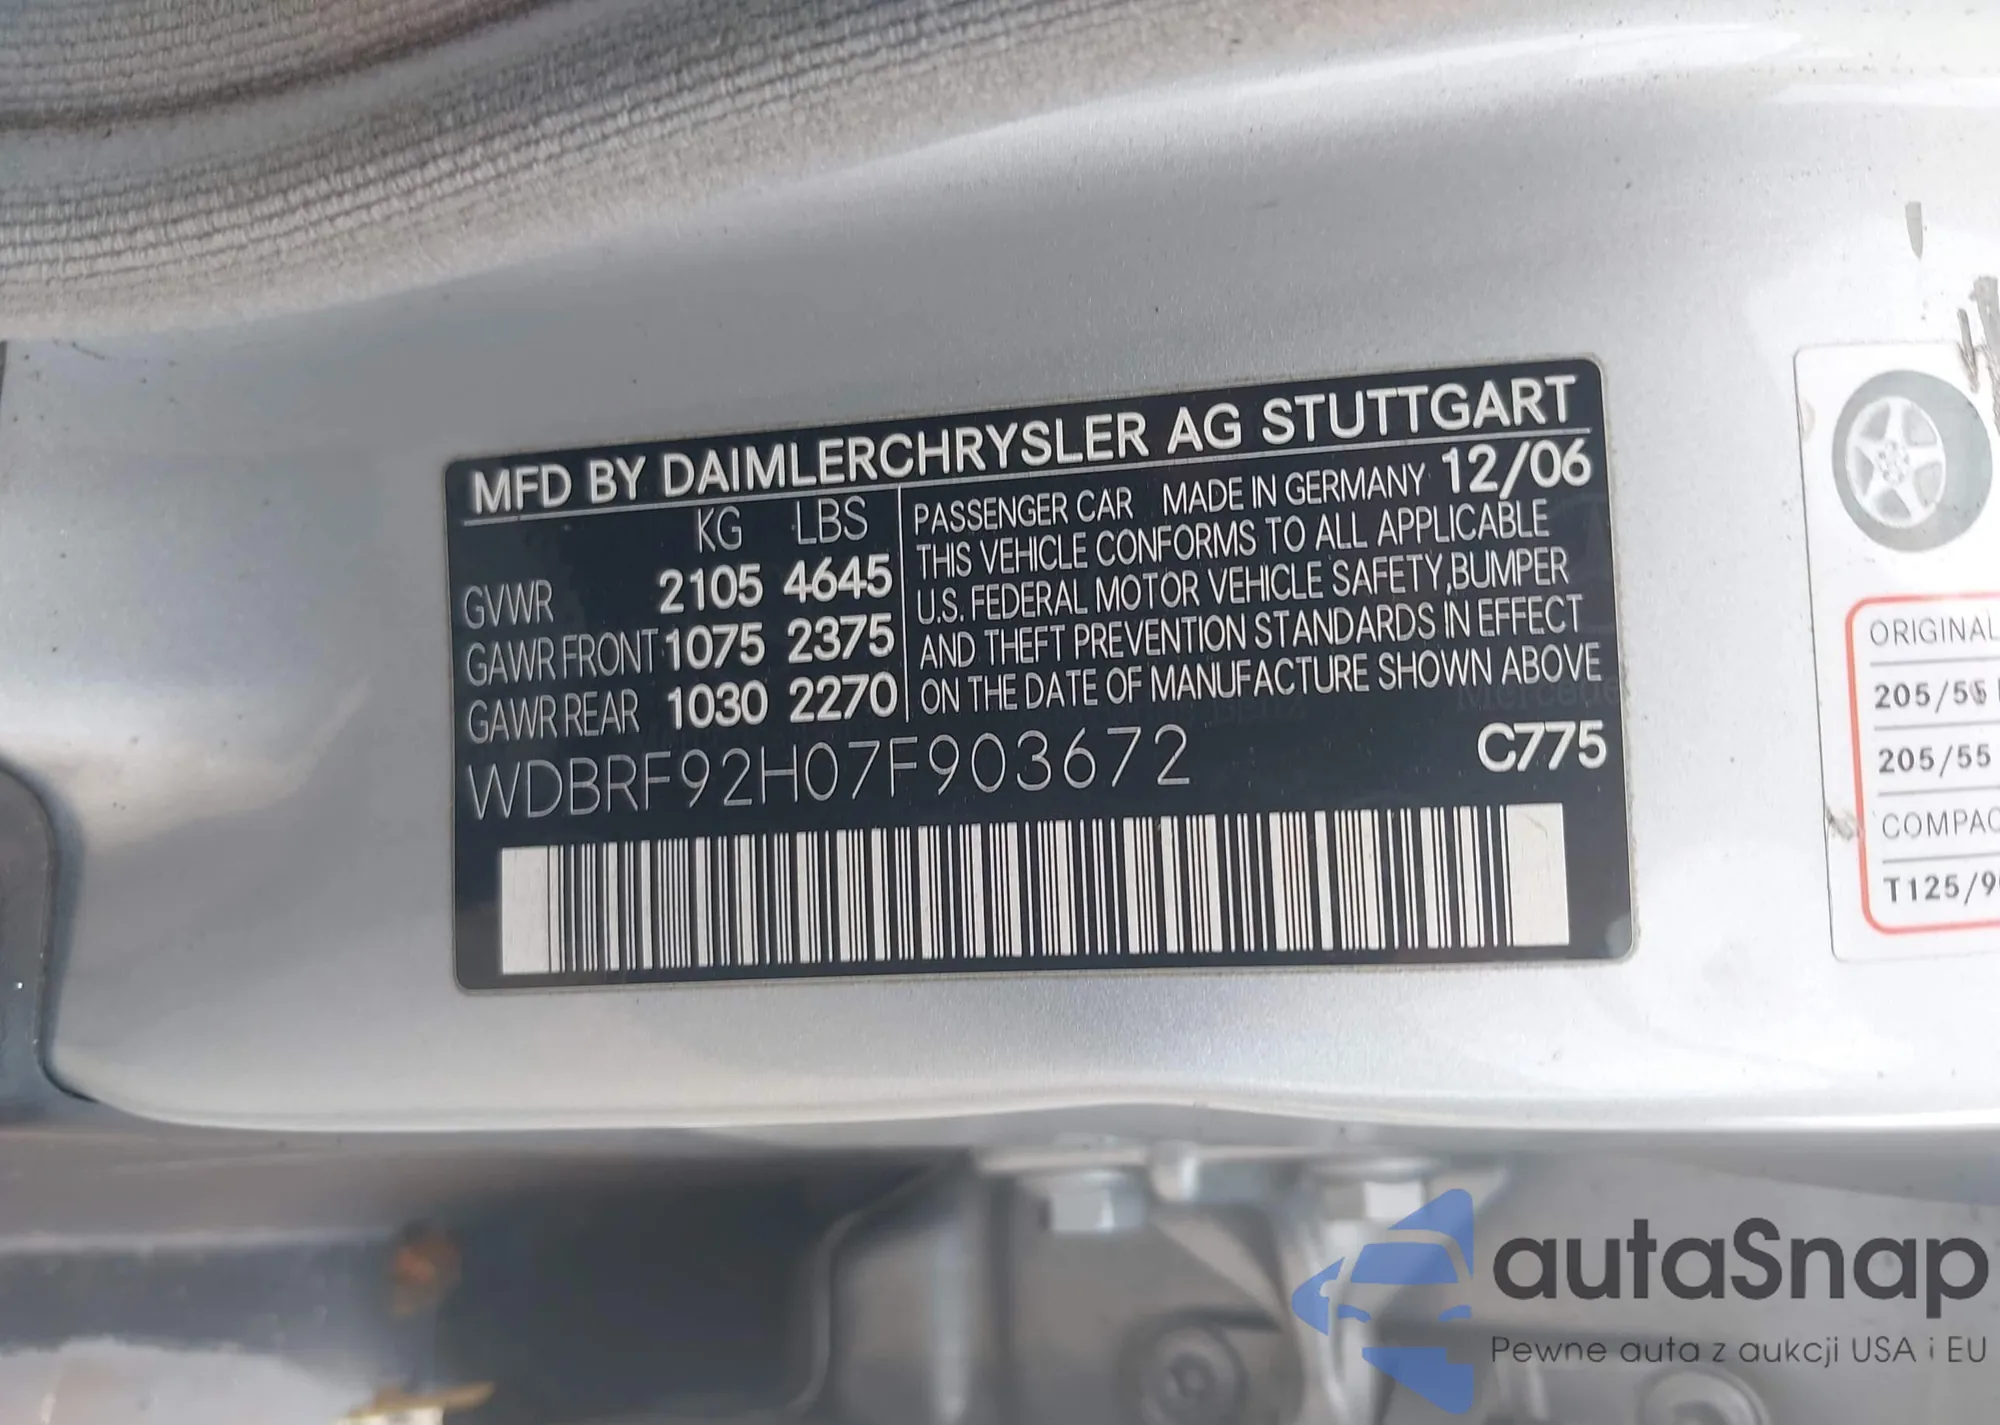 MFD BY DAIMLERCHRYSLER AG STUTTGART
KG LBS
GVWR 2105 4645
GAWR FRONT 1075 2375
GAWR REAR 1030 2270
PASSENGER CAR MADE IN GERMANY 12/06
THIS VEHICLE CONFORMS TO ALL APPLICABLE
U.S. FEDERAL MOTOR VEHICLE SAFETY,BUMPER
AND THEFT PREVENTION STANDARDS IN EFFECT
ON THE DATE OF MANUFACTURE SHOWN ABOVE
WDBRF92H07F903672 C775
ORIGINAL
205/55
205/55
T125/9
autaSnap
Pewne auta z aukcji USA i EU